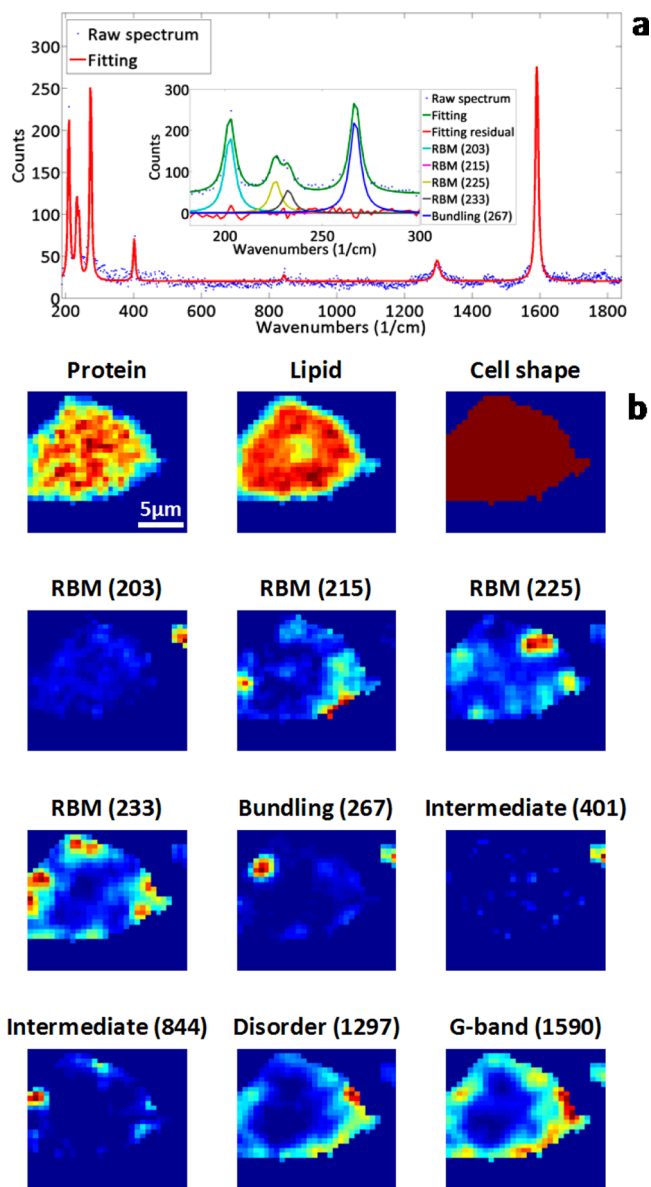 a
350
300
250
200
150
100
50
0
Counts
Raw spectrum
Fitting
300
200
100
0
Counts
200
250
300
Wavenumbers (1/cm)
Raw spectrum
Fitting
Fitting residual
RBM (203)
RBM (215)
RBM (225)
RBM (233)
Bundling (267)
200 400 600 800 1000 1200 1400 1600 1800
Wavenumbers (1/cm)
b
Protein Lipid Cell shape
5μm
RBM (203) RBM (215) RBM (225)
RBM (233) Bundling (267) Intermediate (401)
Intermediate (844) Disorder (1297) G-band (1590)